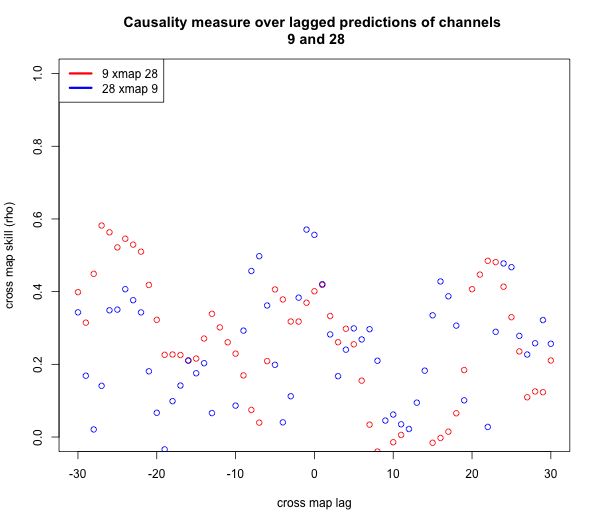 Causality measure over lagged predictions of channels
9 and 28
9 xmap 28
28 xmap 9
cross map skill (rho)
1.0
0.8
0.6
0.4
0.2
0.0
-30 -20 -10 0 10 20 30
cross map lag